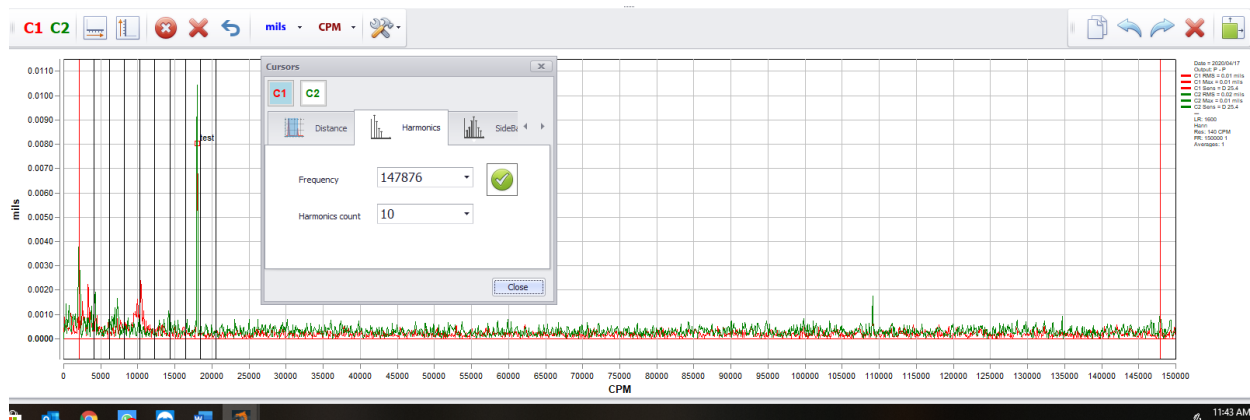 C1 C2 mils CPM
Cursors
C1 C2
Distance Harmonics SideBa
Frequency 147876
Harmonics count 10
Close
test
Date = 2020/04/17
Output: P - P
C1 RMS = 0.01 mils
C1 Max = 0.01 mils
C1 Sens = D 25.4
C2 RMS = 0.02 mils
C2 Max = 0.01 mils
C2 Sens = D 25.4
LR: 1600
Hann
Res: 140 CPM
FR: 150000 1
Averages: 1
mils
0.0110
0.0100
0.0090
0.0080
0.0070
0.0060
0.0050
0.0040
0.0030
0.0020
0.0010
0.0000
0 5000 10000 15000 20000 25000 30000 35000 40000 45000 50000 55000 60000 65000 70000 75000 80000 85000 90000 95000 100000 105000 110000 115000 120000 125000 130000 135000 140000 145000 150000
CPM
11:43 AM